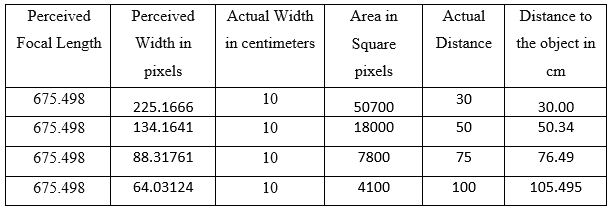 Perceived Focal Length | Perceived Width in pixels | Actual Width in centimeters | Area in Square pixels | Actual Distance | Distance to the object in cm
675.498 | 225.1666 | 10 | 50700 | 30 | 30.00
675.498 | 134.1641 | 10 | 18000 | 50 | 50.34
675.498 | 88.31761 | 10 | 7800 | 75 | 76.49
675.498 | 64.03124 | 10 | 4100 | 100 | 105.495